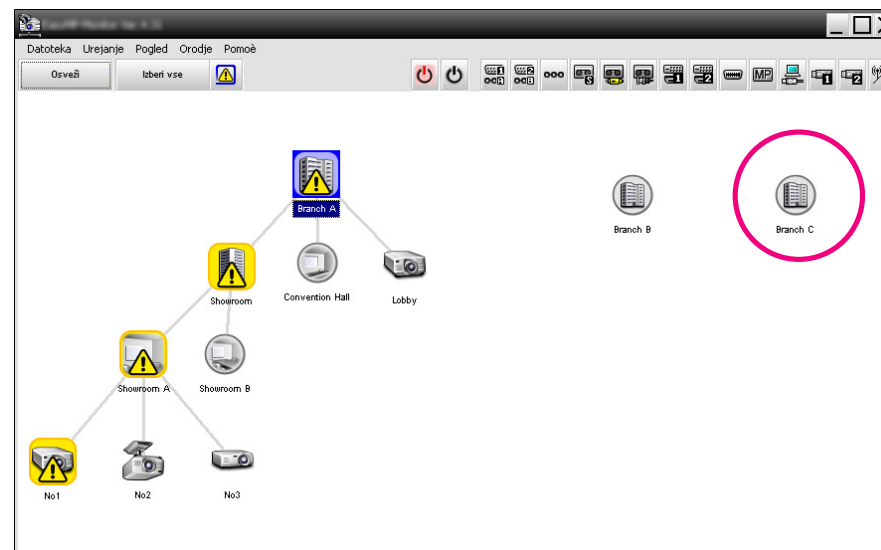 Datoteka Urejanje Pogled Orodje Pomoè
Osveži Izberi vse MP
Branch A
Branch B
Branch C
Showroom
Convention Hall
Lobby
Showroom A
Showroom B
No1
No2
No3